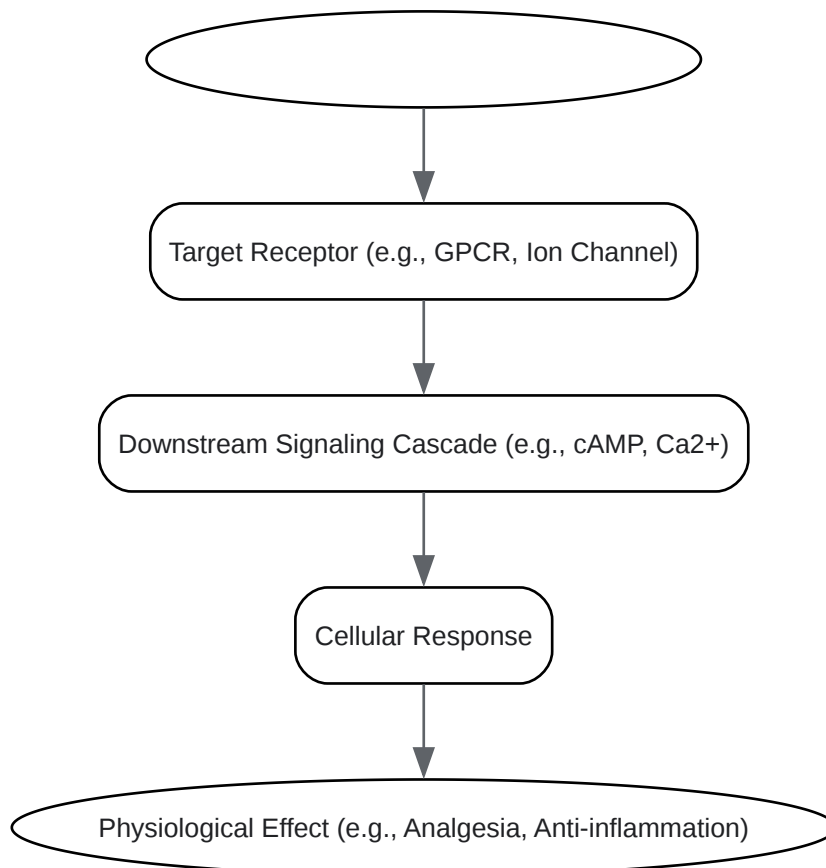 Target Receptor (e.g., GPCR, Ion Channel)
Downstream Signaling Cascade (e.g., cAMP, Ca2+)
Cellular Response
Physiological Effect (e.g., Analgesia, Anti-inflammation)